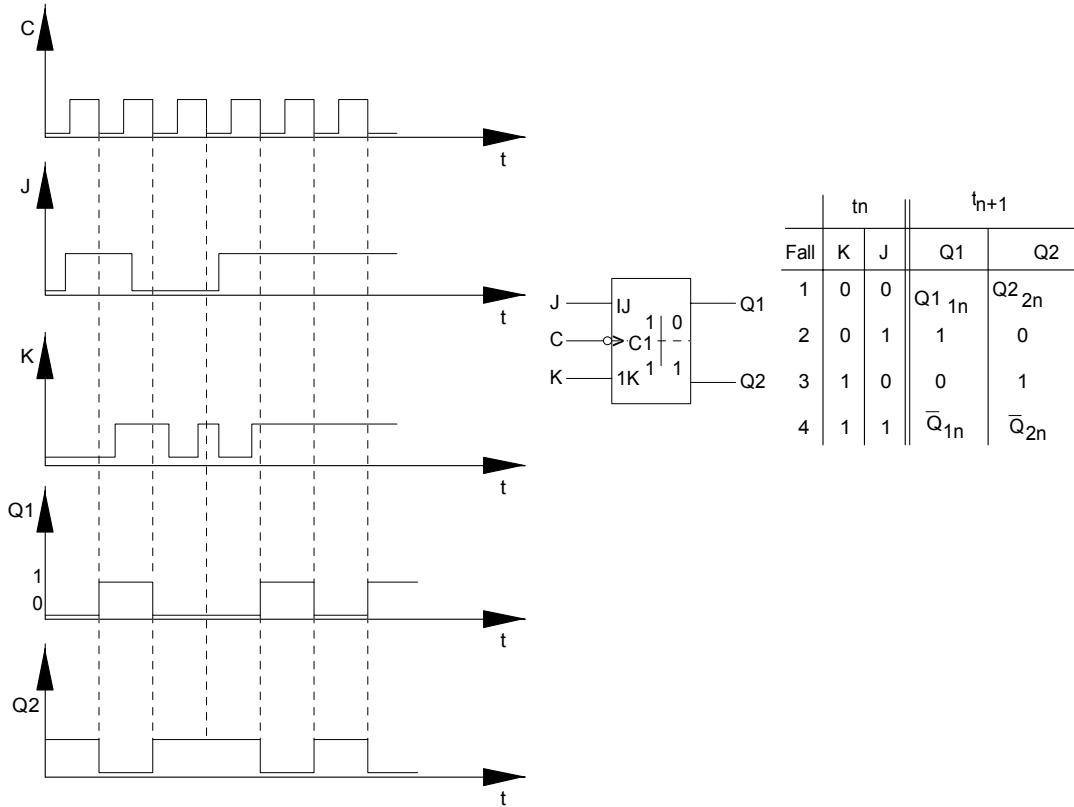 C
t
J
t
K
t
Q1
1
0
t
Q2
t
J
C
K
IJ
C1
1K
1 0
1 1
Q1
Q2
tn tn+1
Fall K J Q1 Q2
1 0 0 Q1 1n Q2 2n
2 0 1 1 0
3 1 0 0 1
4 1 1 Q̅1n Q̅2n